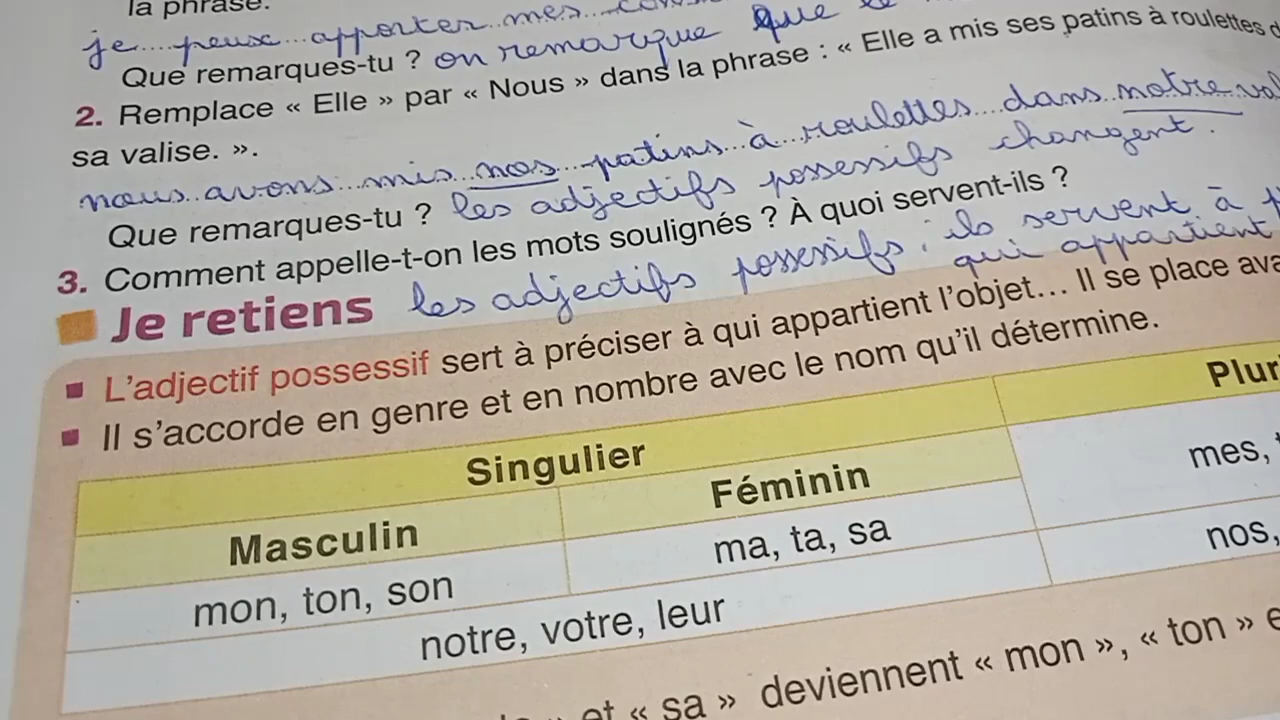 la phrase.
je peux apporter mes
Que remarques-tu ? on remarque que
2. Remplace « Elle » par « Nous » dans la phrase : « Elle a mis ses patins à roulettes
sa valise. ».
nous avons mis nos patins à roulettes dans notre
Que remarques-tu ? les adjectifs possessifs changent.
3. Comment appelle-t-on les mots soulignés ? À quoi servent-ils ?
les adjectifs possessifs, ils servent à
qui appartient
Je retiens
L'adjectif possessif sert à préciser à qui appartient l'objet... Il se place
Il s'accorde en genre et en nombre avec le nom qu'il détermine.
Singulier
Masculin Féminin
mon, ton, son ma, ta, sa mes,
notre, votre, leur nos,
et « sa » deviennent « mon », « ton »